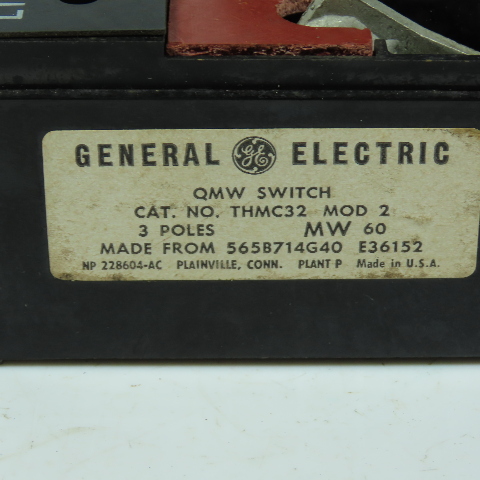 GENERAL GE ELECTRIC
QMW SWITCH
CAT. NO. THMC32 MOD 2
3 POLES MW 60
MADE FROM 565B714G40 E36152
NP 228604-AC PLAINVILLE, CONN. PLANT P Made in U.S.A.